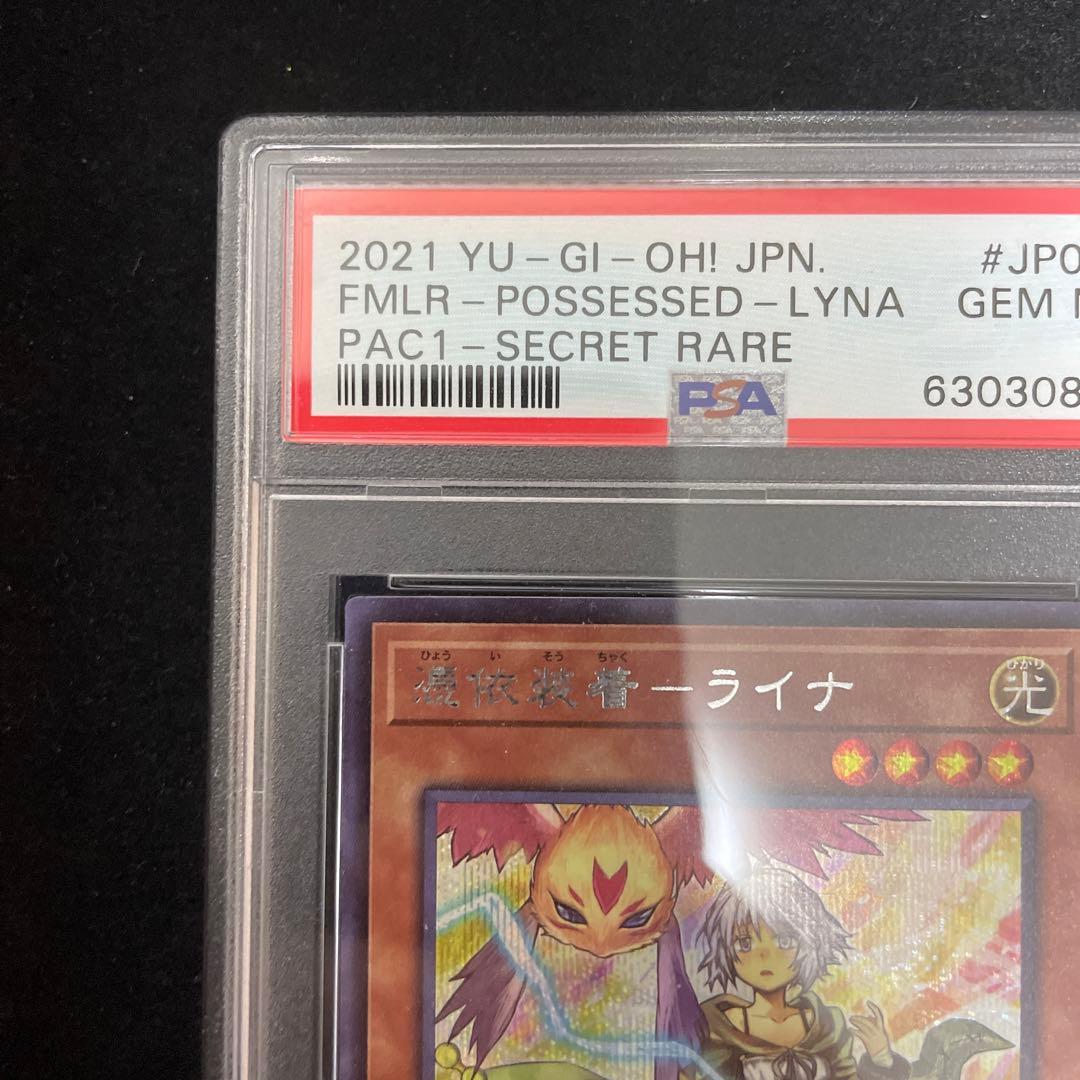 2021 YU-GI-OH! JPN. #JP0
FMLR-POSSESSED-LYNA GEM
PAC1-SECRET RARE
PSA 630308
ひょう い そう ちゃく ひかり
憑依装着－ライナ 光